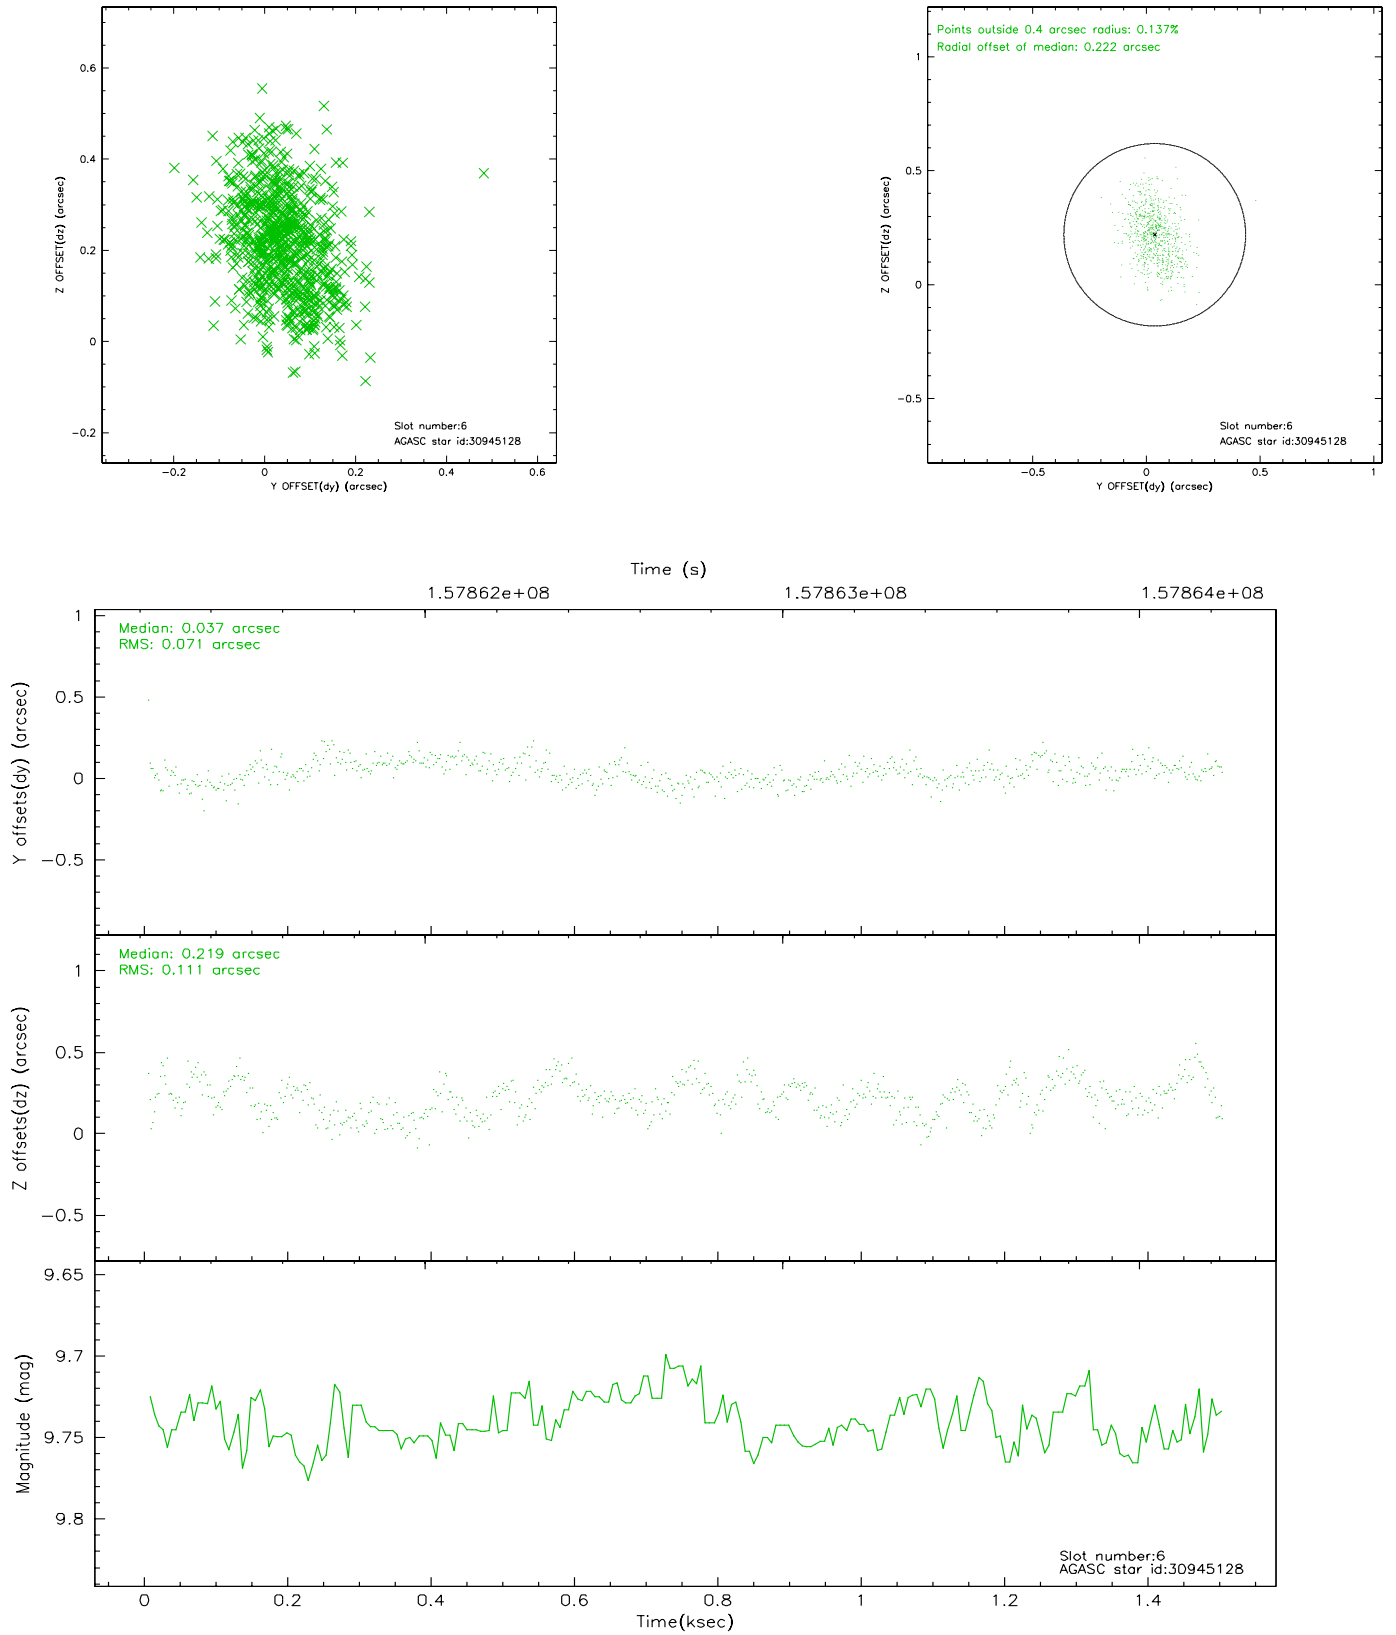 0.6
0.4
0.2
0
−0.2
Z OFFSET(dz) (arcsec)
Slot number:6
AGASC star id:30945128
−0.2 0 0.2 0.4 0.6
Y OFFSET(dy) (arcsec)
Points outside 0.4 arcsec radius: 0.137%
Radial offset of median: 0.222 arcsec
1
0.5
0
−0.5
Z OFFSET(dz) (arcsec)
Slot number:6
AGASC star id:30945128
−0.5 0 0.5 1
Y OFFSET(dy) (arcsec)
Time (s)
1.57862e+08 1.57863e+08 1.57864e+08
Median: 0.037 arcsec
RMS: 0.071 arcsec
1
0.5
0
−0.5
Y offsets(dy) (arcsec)
Median: 0.219 arcsec
RMS: 0.111 arcsec
1
0.5
0
−0.5
Z offsets(dz) (arcsec)
9.65
9.7
9.75
9.8
Magnitude (mag)
Slot number:6
AGASC star id:30945128
0 0.2 0.4 0.6 0.8 1 1.2 1.4
Time(ksec)